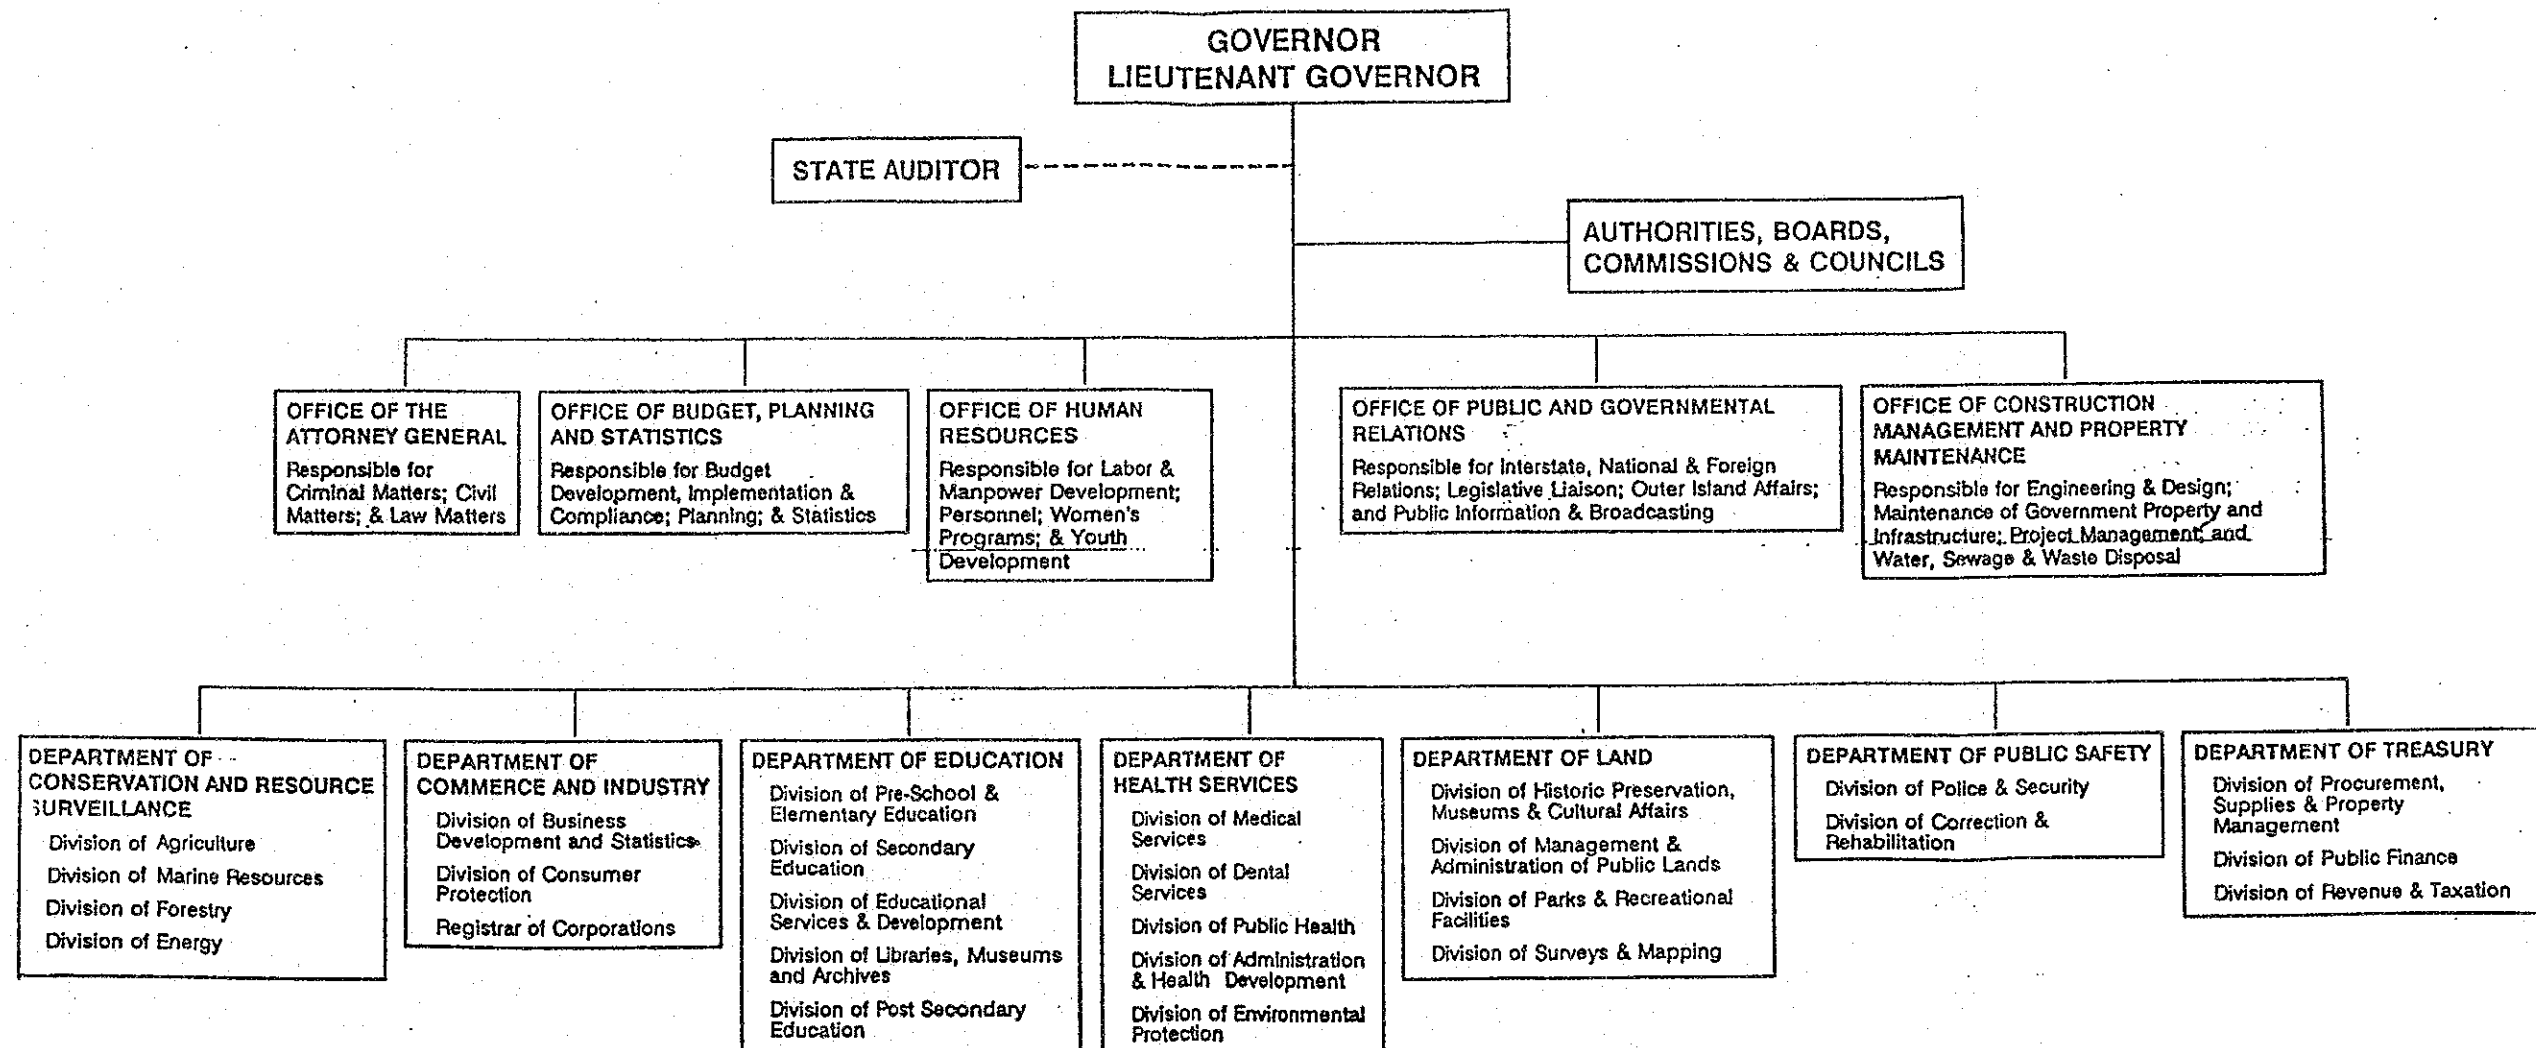 GOVERNOR
LIEUTENANT GOVERNOR
STATE AUDITOR
AUTHORITIES, BOARDS,
COMMISSIONS & COUNCILS
OFFICE OF THE
ATTORNEY GENERAL
Responsible for
Criminal Matters; Civil
Matters; & Law Matters
OFFICE OF BUDGET, PLANNING
AND STATISTICS
Responsible for Budget
Development, Implementation &
Compliance; Planning; & Statistics
OFFICE OF HUMAN
RESOURCES
Responsible for Labor &
Manpower Development;
Personnel; Women's
Programs; & Youth
Development
OFFICE OF PUBLIC AND GOVERNMENTAL
RELATIONS
Responsible for Interstate, National & Foreign
Relations; Legislative Liaison; Outer Island Affairs;
and Public Information & Broadcasting
OFFICE OF CONSTRUCTION
MANAGEMENT AND PROPERTY
MAINTENANCE
Responsible for Engineering & Design;
Maintenance of Government Property and
Infrastructure; Project Management; and
Water, Sewage & Waste Disposal
DEPARTMENT OF
CONSERVATION AND RESOURCE
SURVEILLANCE
Division of Agriculture
Division of Marine Resources
Division of Forestry
Division of Energy
DEPARTMENT OF
COMMERCE AND INDUSTRY
Division of Business
Development and Statistics
Division of Consumer
Protection
Registrar of Corporations
DEPARTMENT OF EDUCATION
Division of Pre-School &
Elementary Education
Division of Secondary
Education
Division of Educational
Services & Development
Division of Libraries, Museums
and Archives
Division of Post Secondary
Education
DEPARTMENT OF
HEALTH SERVICES
Division of Medical
Services
Division of Dental
Services
Division of Public Health
Division of Administration
& Health Development
Division of Environmental
Protection
DEPARTMENT OF LAND
Division of Historic Preservation,
Museums & Cultural Affairs
Division of Management &
Administration of Public Lands
Division of Parks & Recreational
Facilities
Division of Surveys & Mapping
DEPARTMENT OF PUBLIC SAFETY
Division of Police & Security
Division of Correction &
Rehabilitation
DEPARTMENT OF TREASURY
Division of Procurement,
Supplies & Property
Management
Division of Public Finance
Division of Revenue & Taxation